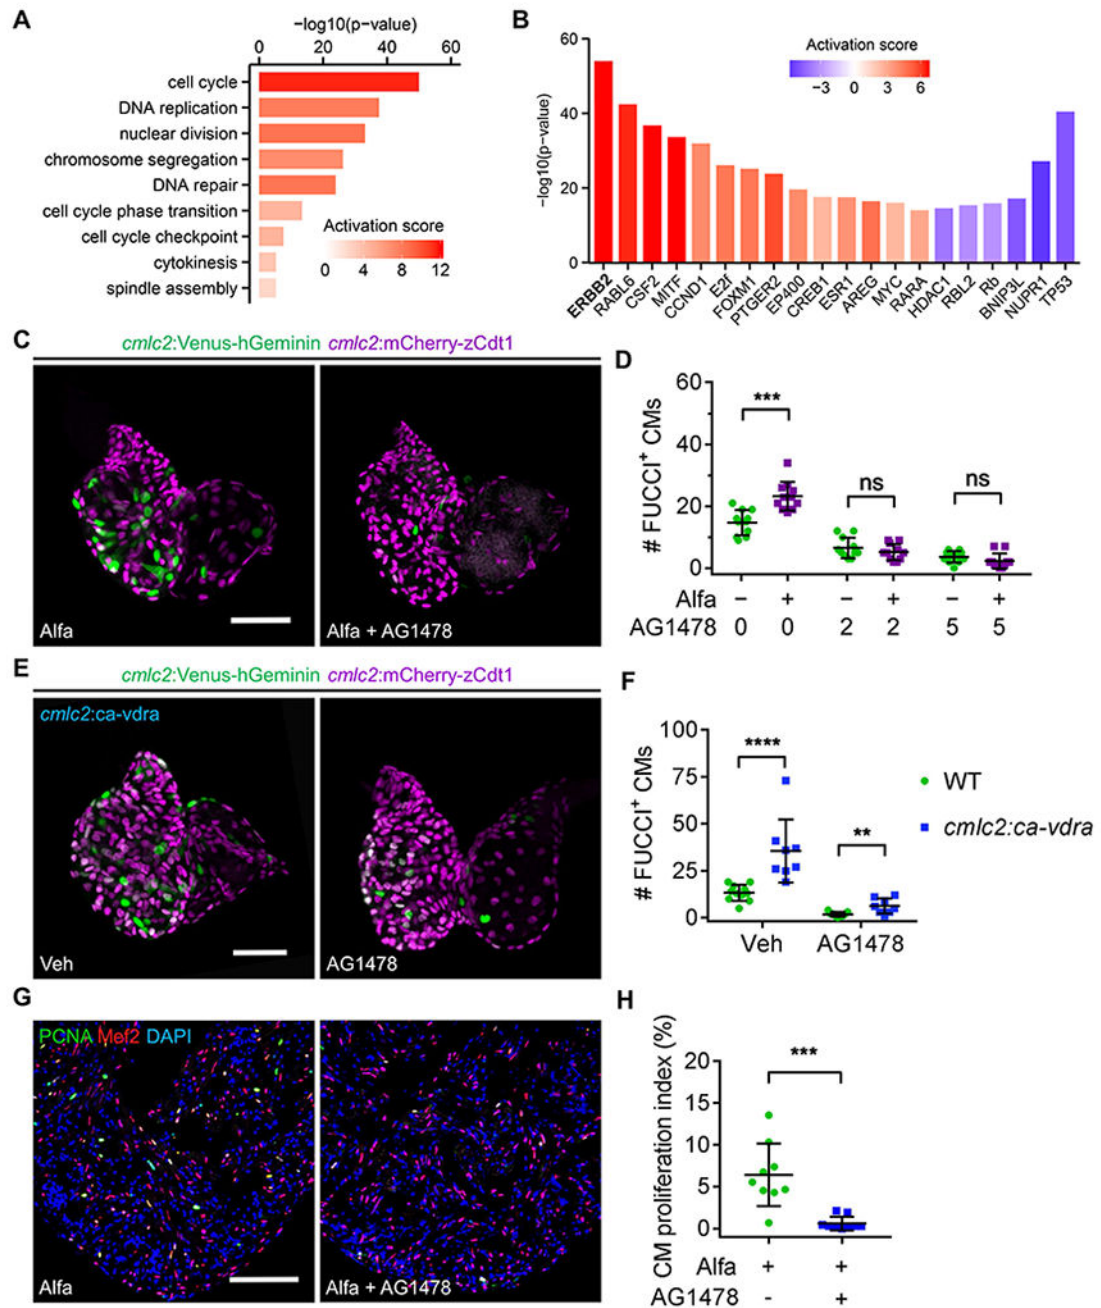 A
−log10(p−value)
0 20 40 60
cell cycle
DNA replication
nuclear division
chromosome segregation
DNA repair
cell cycle phase transition
cell cycle checkpoint
cytokinesis
spindle assembly
Activation score
0 4 8 12
B
−log10(p−value)
60
40
20
0
Activation score
−3 0 3 6
ERBB2 RABL6 CSF2 MITF CCND1 E2f FOXM1 PTGER2 EP400 CREB1 ESR1 AREG MYC RARA HDAC1 RBL2 Rb BNIP3L NUPR1 TP53
C
cmlc2:Venus-hGeminin cmlc2:mCherry-zCdt1
Alfa
Alfa + AG1478
D
# FUCCI+ CMs
60
40
20
0
*** ns ns
Alfa − + − + − +
AG1478 0 0 2 2 5 5
E
cmlc2:Venus-hGeminin cmlc2:mCherry-zCdt1
cmlc2:ca-vdra
Veh
AG1478
F
# FUCCI+ CMs
100
75
50
25
0
**** **
Veh AG1478
WT
cmlc2:ca-vdra
G
PCNA Mef2 DAPI
Alfa
Alfa + AG1478
H
CM proliferation index (%)
20
15
10
5
0
***
Alfa + +
AG1478 - +